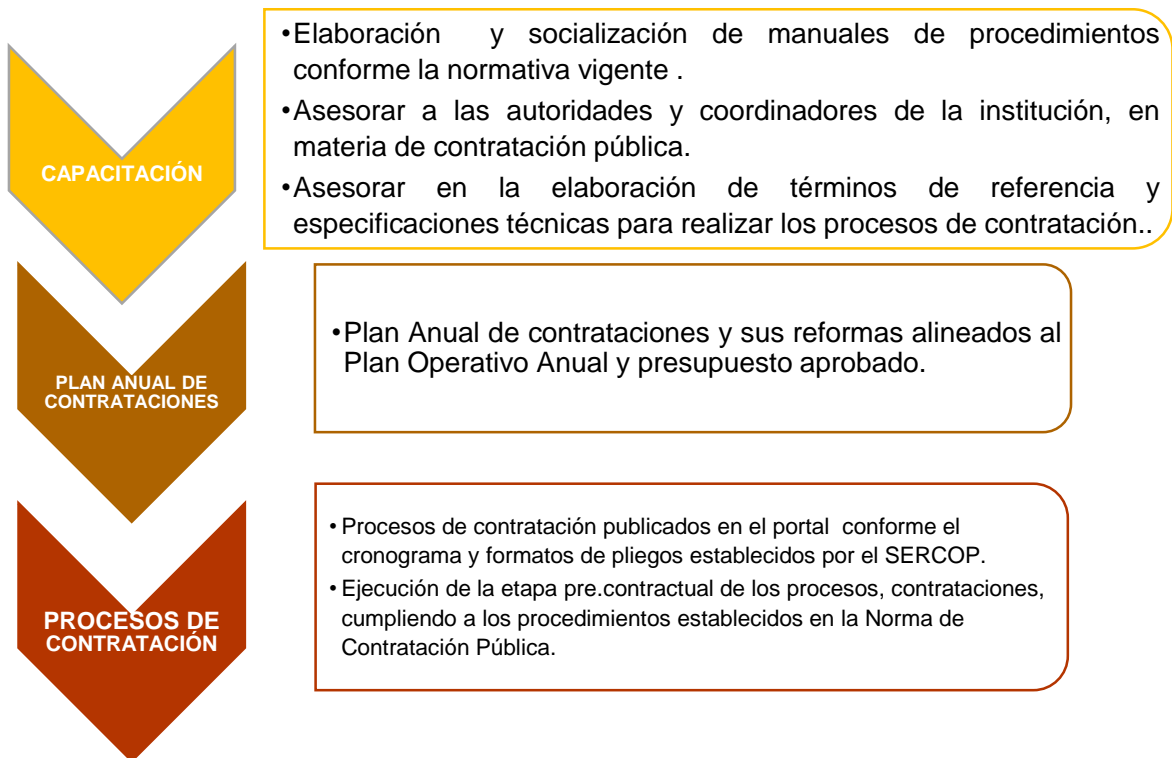 CAPACITACIÓN
•Elaboración y socialización de manuales de procedimientos
conforme la normativa vigente .
•Asesorar a las autoridades y coordinadores de la institución, en
materia de contratación pública.
•Asesorar en la elaboración de términos de referencia y
especificaciones técnicas para realizar los procesos de contratación..
PLAN ANUAL DE
CONTRATACIONES
•Plan Anual de contrataciones y sus reformas alineados al
Plan Operativo Anual y presupuesto aprobado.
PROCESOS DE
CONTRATACIÓN
• Procesos de contratación publicados en el portal conforme el
cronograma y formatos de pliegos establecidos por el SERCOP.
• Ejecución de la etapa pre.contractual de los procesos, contrataciones,
cumpliendo a los procedimientos establecidos en la Norma de
Contratación Pública.